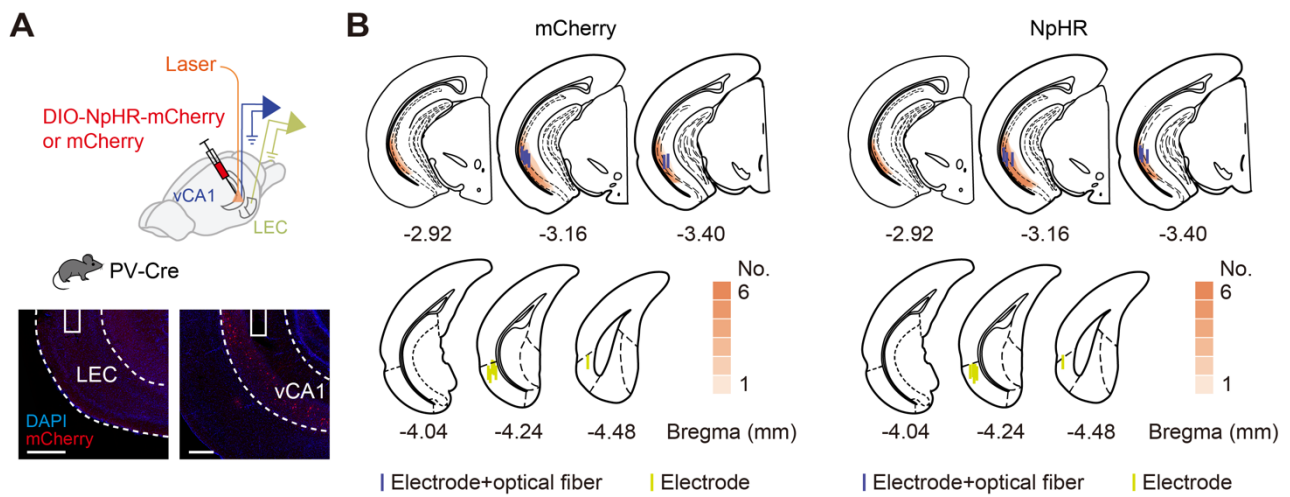 A
Laser
DIO-NpHR-mCherry
or mCherry
vCA1
LEC
PV-Cre
LEC
DAPI
mCherry
vCA1
B
mCherry
-2.92
-3.16
-3.40
No.
6
1
-4.04
-4.24
-4.48
Bregma (mm)
Electrode+optical fiber
Electrode
NpHR
-2.92
-3.16
-3.40
No.
6
1
-4.04
-4.24
-4.48
Bregma (mm)
Electrode+optical fiber
Electrode